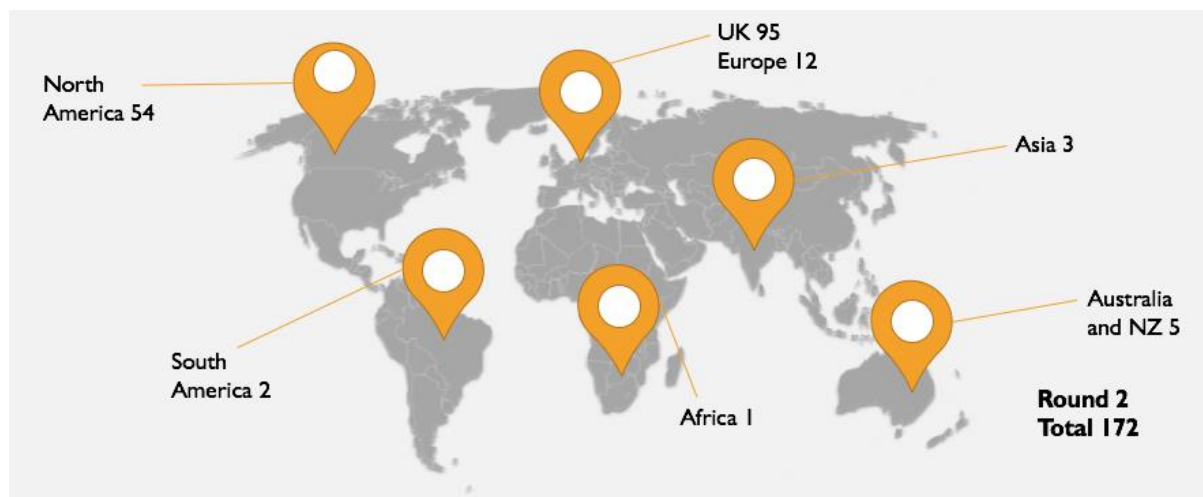 UK 95
Europe 12
North
America 54
Asia 3
Australia
and NZ 5
South
America 2
Africa 1
Round 2
Total 172